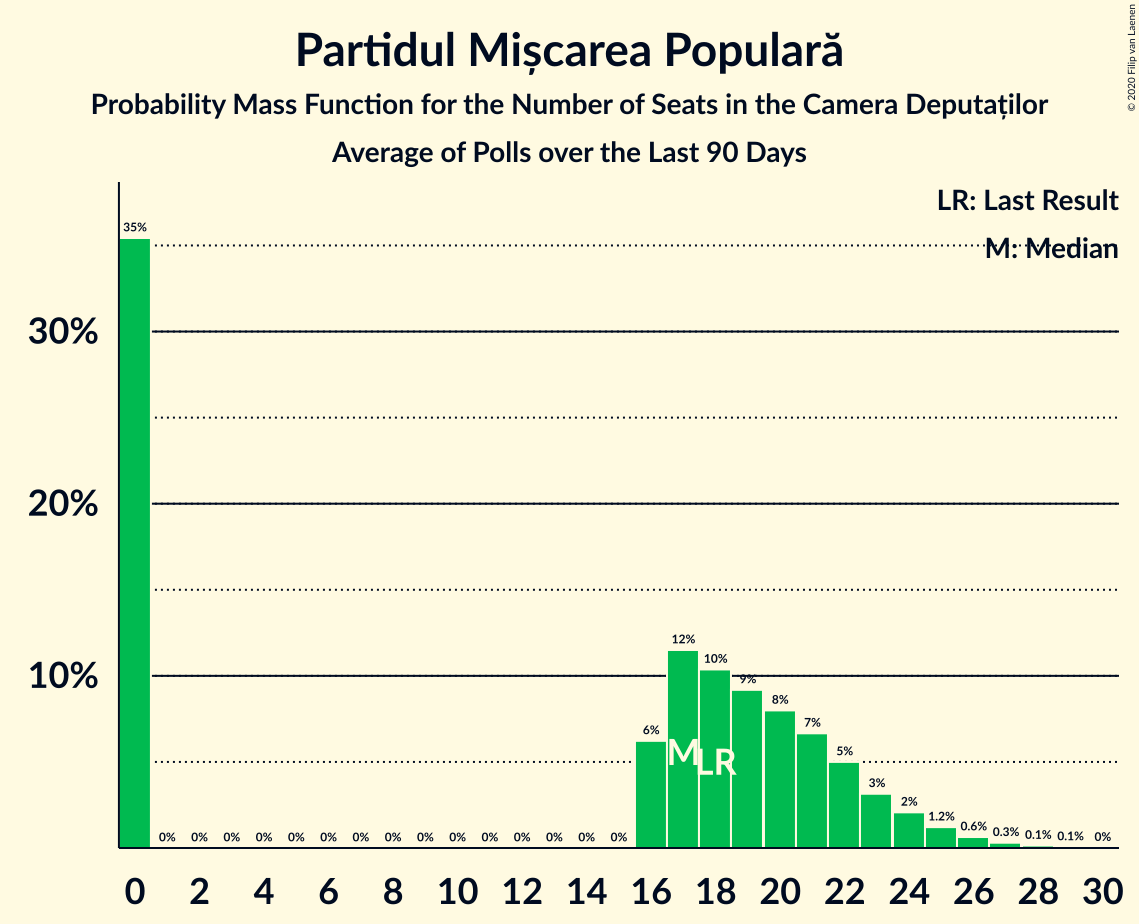 Partidul Mișcarea Populară
Probability Mass Function for the Number of Seats in the Camera Deputaților
Average of Polls over the Last 90 Days
© 2020 Filip van Laenen
LR: Last Result
M: Median
30%
20%
10%
35%
0% 0% 0% 0% 0% 0% 0% 0% 0% 0% 0% 0% 0% 0% 0%
6% 12% 10% 9% 8% 7% 5% 3% 2% 1.2% 0.6% 0.3% 0.1% 0.1% 0%
M LR
0 2 4 6 8 10 12 14 16 18 20 22 24 26 28 30